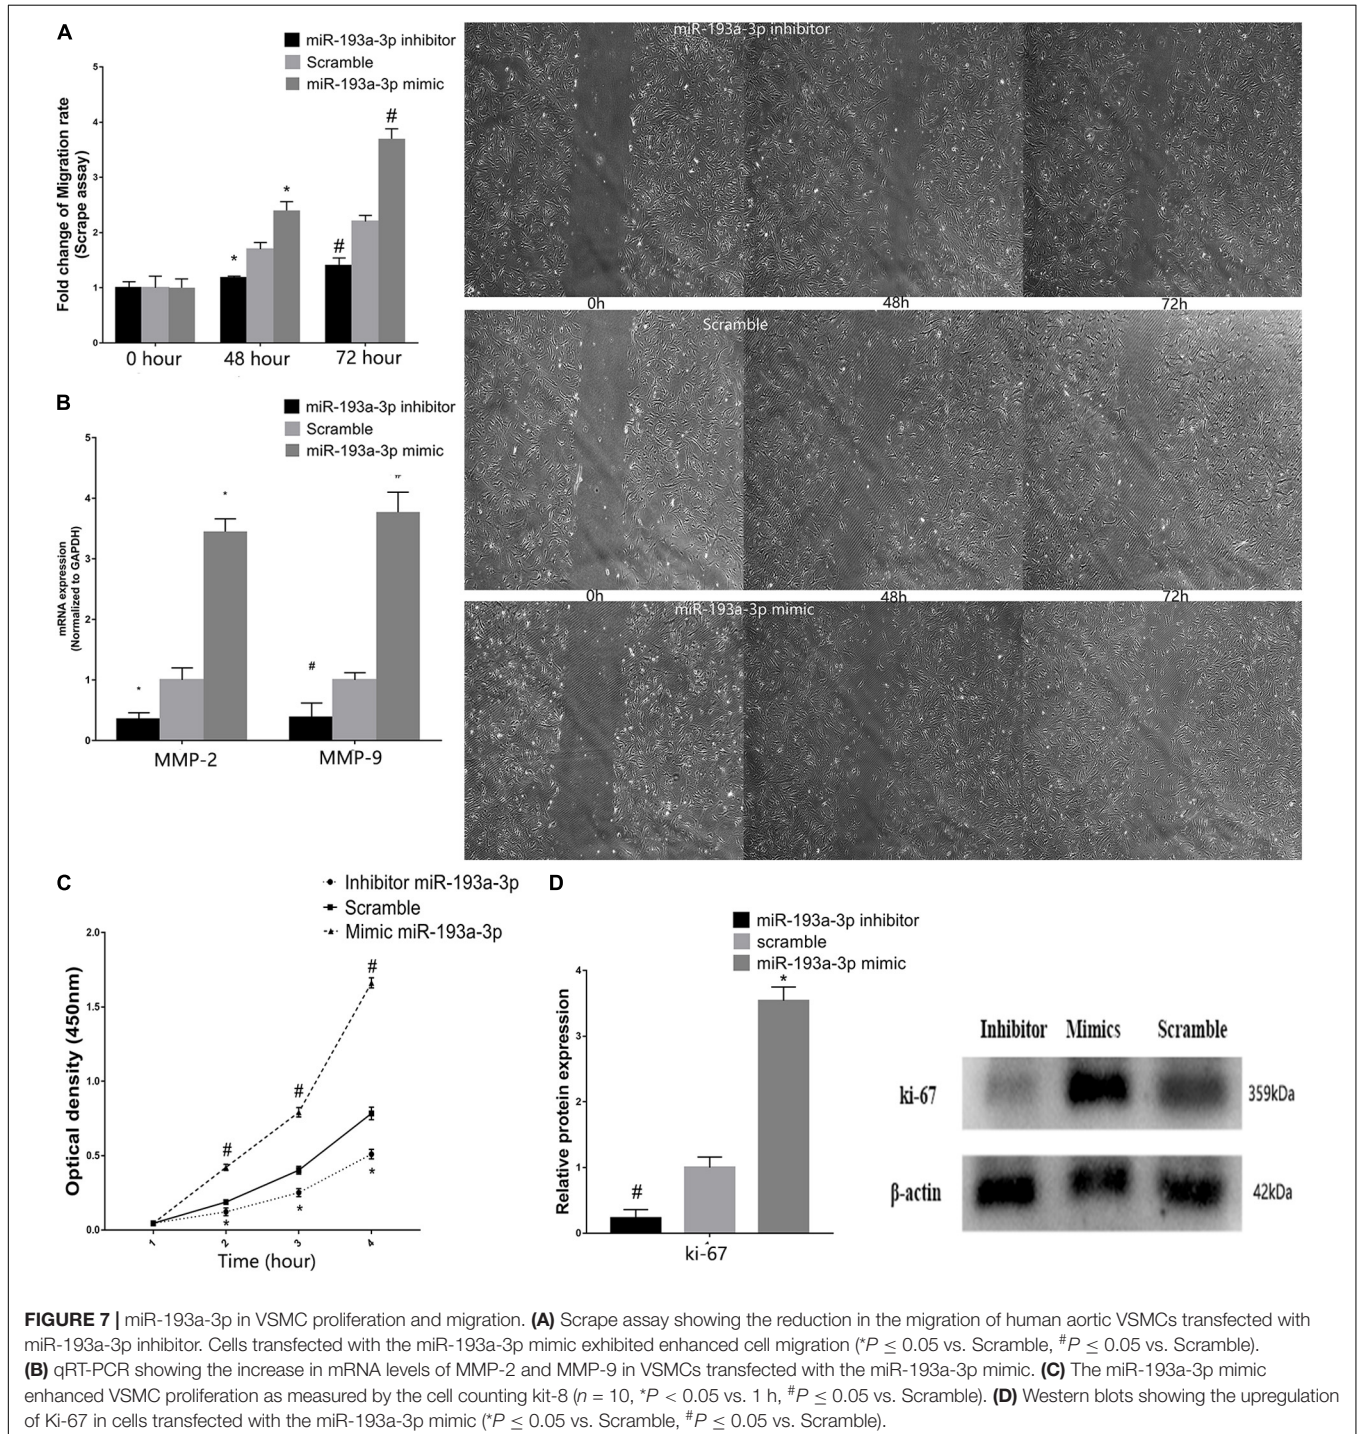 A
miR-193a-3p inhibitor
Scramble
miR-193a-3p mimic
Fold change of Migration rate
(Scrape assay)
5
4
3
2
1
0
*
*
#
#
0 hour
48 hour
72 hour
miR-193a-3p inhibitor
0h
48h
72h
Scramble
0h
48h
72h
miR-193a-3p mimic
B
miR-193a-3p inhibitor
Scramble
miR-193a-3p mimic
mRNA expression
(Normalized to GAPDH)
5
4
3
2
1
0
*
*
#
MMP-2
MMP-9
C
Inhibitor miR-193a-3p
Scramble
Mimic miR-193a-3p
Optical density (450nm)
2.0
1.5
1.0
0.5
0.0
#
#
#
*
*
*
1
2
3
4
Time (hour)
D
miR-193a-3p inhibitor
scramble
miR-193a-3p mimic
Relative protein expression
4
3
2
1
0
#
*
ki-67
Inhibitor Mimics Scramble
ki-67 359kDa
β-actin 42kDa
FIGURE 7 | miR-193a-3p in VSMC proliferation and migration. (A) Scrape assay showing the reduction in the migration of human aortic VSMCs transfected with
miR-193a-3p inhibitor. Cells transfected with the miR-193a-3p mimic exhibited enhanced cell migration (*P ≤ 0.05 vs. Scramble, #P ≤ 0.05 vs. Scramble).
(B) qRT-PCR showing the increase in mRNA levels of MMP-2 and MMP-9 in VSMCs transfected with the miR-193a-3p mimic. (C) The miR-193a-3p mimic
enhanced VSMC proliferation as measured by the cell counting kit-8 (n = 10, *P < 0.05 vs. 1 h, #P ≤ 0.05 vs. Scramble). (D) Western blots showing the upregulation
of Ki-67 in cells transfected with the miR-193a-3p mimic (*P ≤ 0.05 vs. Scramble, #P ≤ 0.05 vs. Scramble).